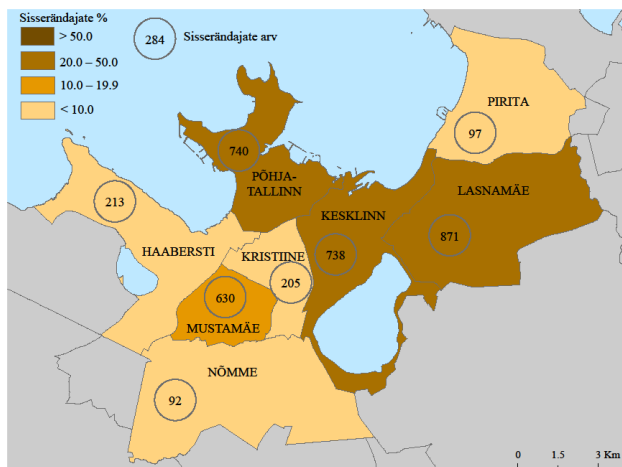 Sisserändajate %
> 50.0
20.0 – 50.0
10.0 – 19.9
< 10.0
284 Sisserändajate arv
PIRITA
97
740
PÕHJA-
TALLINN
LASNAMÄE
871
KESKLINN
738
213
HAABERSTI
KRISTIINE
205
630
MUSTAMÄE
NÕMME
92
0 1.5 3 Km